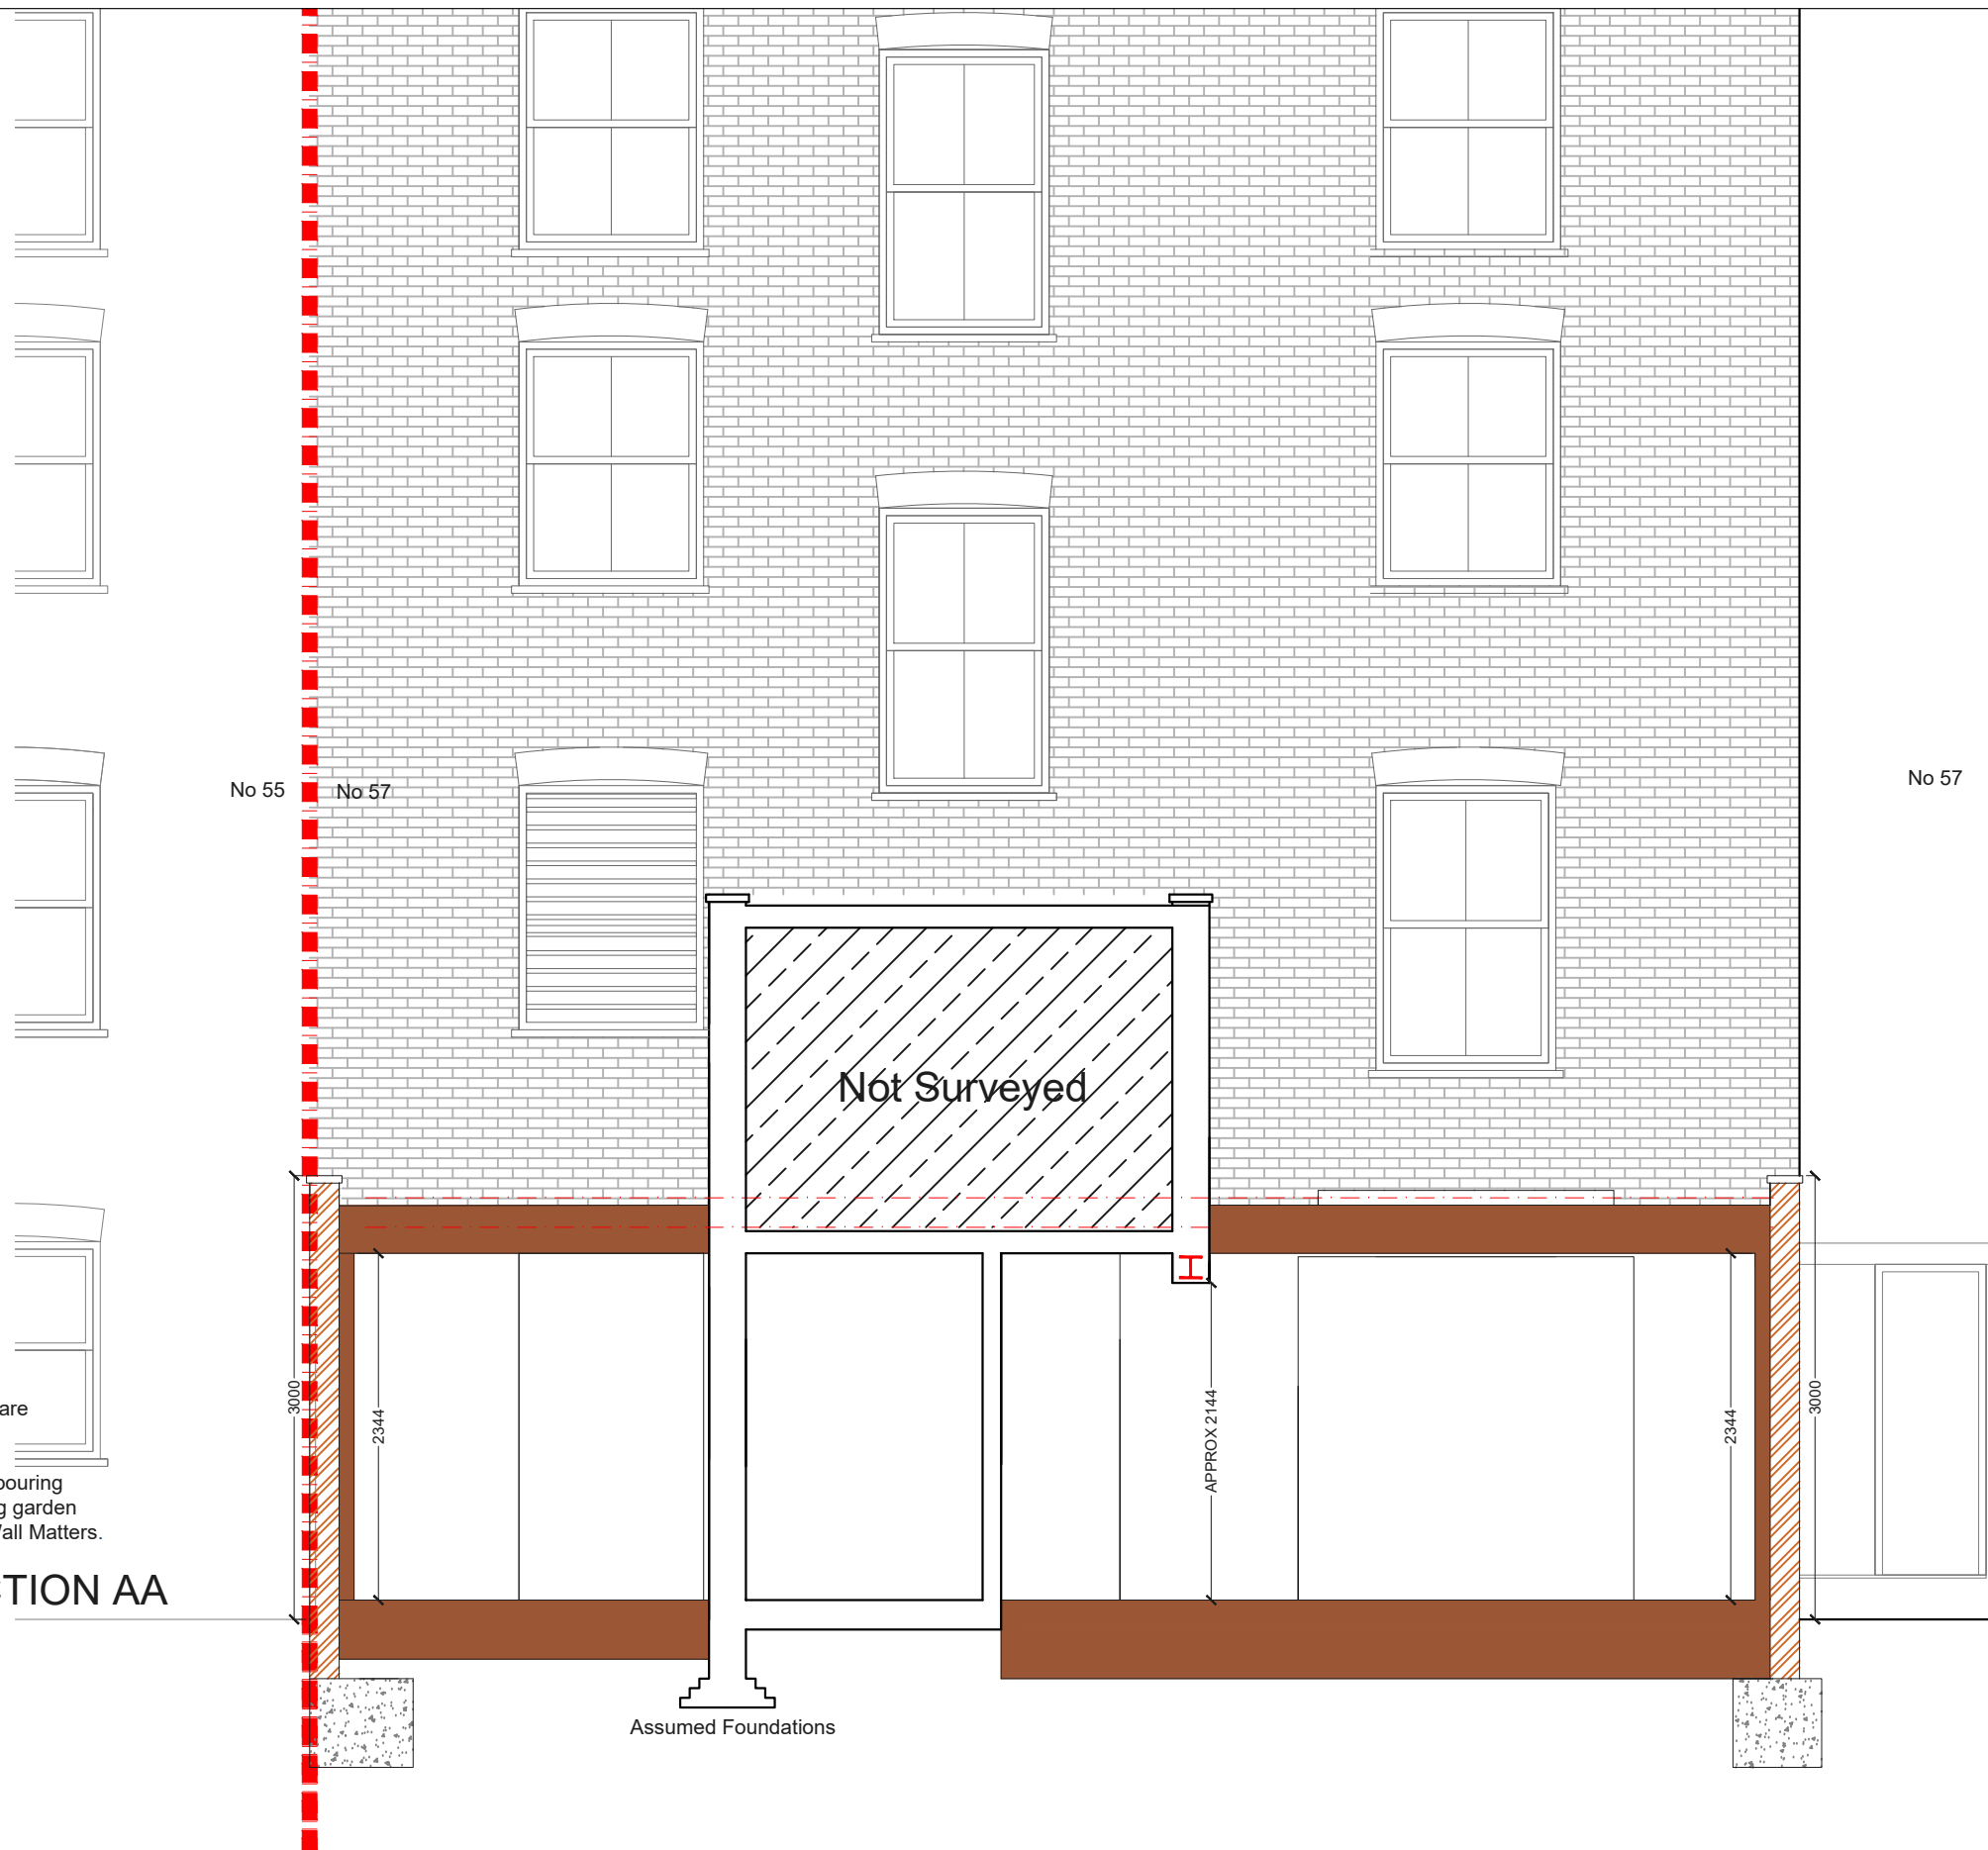 No 55
No 57
No 57
Not Surveyed
3000
2344
APPROX 2144
2344
3000
are
ouring
g garden
all Matters.
TION AA
Assumed Foundations